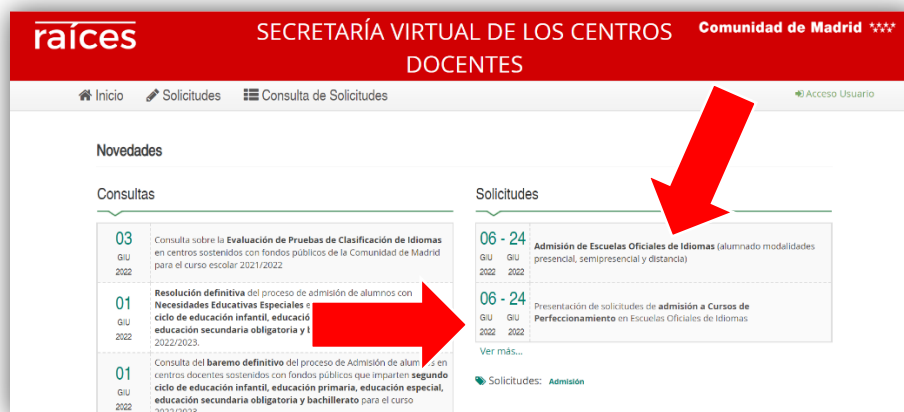 raíces
SECRETARÍA VIRTUAL DE LOS CENTROS
DOCENTES
Comunidad de Madrid
Inicio
Solicitudes
Consulta de Solicitudes
Acceso Usuario
Novedades
Consultas
03
GIU
2022
Consulta sobre la Evaluación de Pruebas de Clasificación de Idiomas
en centros sostenidos con fondos públicos de la Comunidad de Madrid
para el curso escolar 2021/2022
01
GIU
2022
Resolución definitiva del proceso de admisión de alumnos con
Necesidades Educativas Especiales
ciclo de educación infantil, educació
educación secundaria obligatoria y b
2022/2023.
01
GIU
2022
Consulta del baremo definitivo del proceso de Admisión de en
centros docentes sostenidos con fondos públicos que imparten segundo
ciclo de educación infantil, educación primaria, educación especial,
educación secundaria obligatoria y bachillerato para el curso
2022/2023
Solicitudes
06 - 24
GIU GIU
2022 2022
Admisión de Escuelas Oficiales de Idiomas (alumnado modalidades
presencial, semipresencial y distancia)
06 - 24
GIU GIU
2022 2022
Presentación de solicitudes de admisión a Cursos de
Perfeccionamiento en Escuelas Oficiales de Idiomas
Ver más...
Solicitudes: Admisión